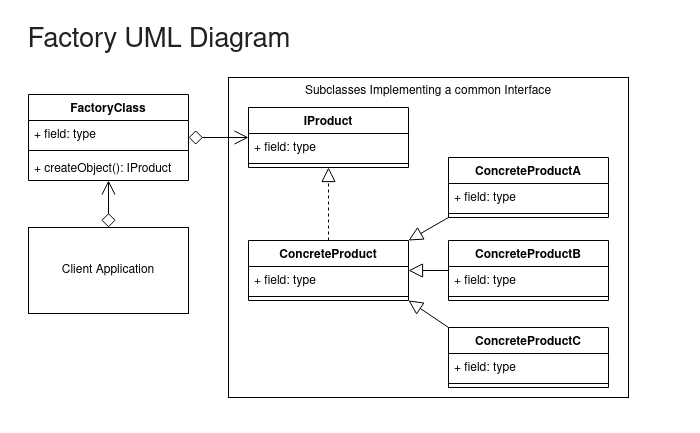 Factory UML Diagram
Subclasses Implementing a common Interface
FactoryClass
+ field: type
+ createObject(): IProduct
Client Application
IProduct
+ field: type
ConcreteProduct
+ field: type
ConcreteProductA
+ field: type
ConcreteProductB
+ field: type
ConcreteProductC
+ field: type